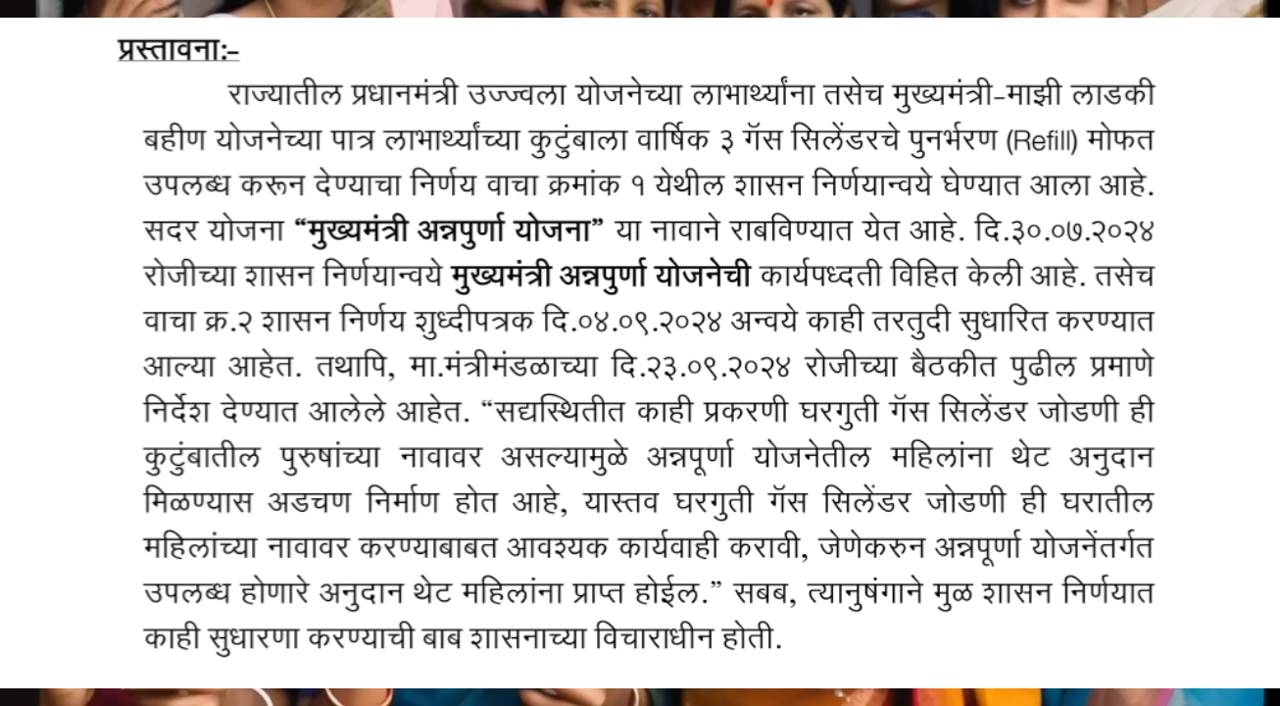 प्रस्तावना:-
राज्यातील प्रधानमंत्री उज्ज्वला योजनेच्या लाभार्थ्यांना तसेच मुख्यमंत्री-माझी लाडकी
बहीण योजनेच्या पात्र लाभार्थ्यांच्या कुटुंबाला वार्षिक ३ गॅस सिलेंडरचे पुनर्भरण (Refill) मोफत
उपलब्ध करून देण्याचा निर्णय वाचा क्रमांक १ येथील शासन निर्णयान्वये घेण्यात आला आहे.
सदर योजना “मुख्यमंत्री अन्नपुर्णा योजना” या नावाने राबविण्यात येत आहे. दि.३०.०७.२०२४
रोजीच्या शासन निर्णयान्वये मुख्यमंत्री अन्नपुर्णा योजनेची कार्यपध्दती विहित केली आहे. तसेच
वाचा क्र.२ शासन निर्णय शुध्दीपत्रक दि.०४.०९.२०२४ अन्वये काही तरतुदी सुधारित करण्यात
आल्या आहेत. तथापि, मा.मंत्रीमंडळाच्या दि.२३.०९.२०२४ रोजीच्या बैठकीत पुढील प्रमाणे
निर्देश देण्यात आलेले आहेत. “सद्यस्थितीत काही प्रकरणी घरगुती गॅस सिलेंडर जोडणी ही
कुटुंबातील पुरुषांच्या नावावर असल्यामुळे अन्नपूर्णा योजनेतील महिलांना थेट अनुदान
मिळण्यास अडचण निर्माण होत आहे, यास्तव घरगुती गॅस सिलेंडर जोडणी ही घरातील
महिलांच्या नावावर करण्याबाबत आवश्यक कार्यवाही करावी, जेणेकरुन अन्नपूर्णा योजनेंतर्गत
उपलब्ध होणारे अनुदान थेट महिलांना प्राप्त होईल.” सबब, त्यानुषंगाने मुळ शासन निर्णयात
काही सुधारणा करण्याची बाब शासनाच्या विचाराधीन होती.